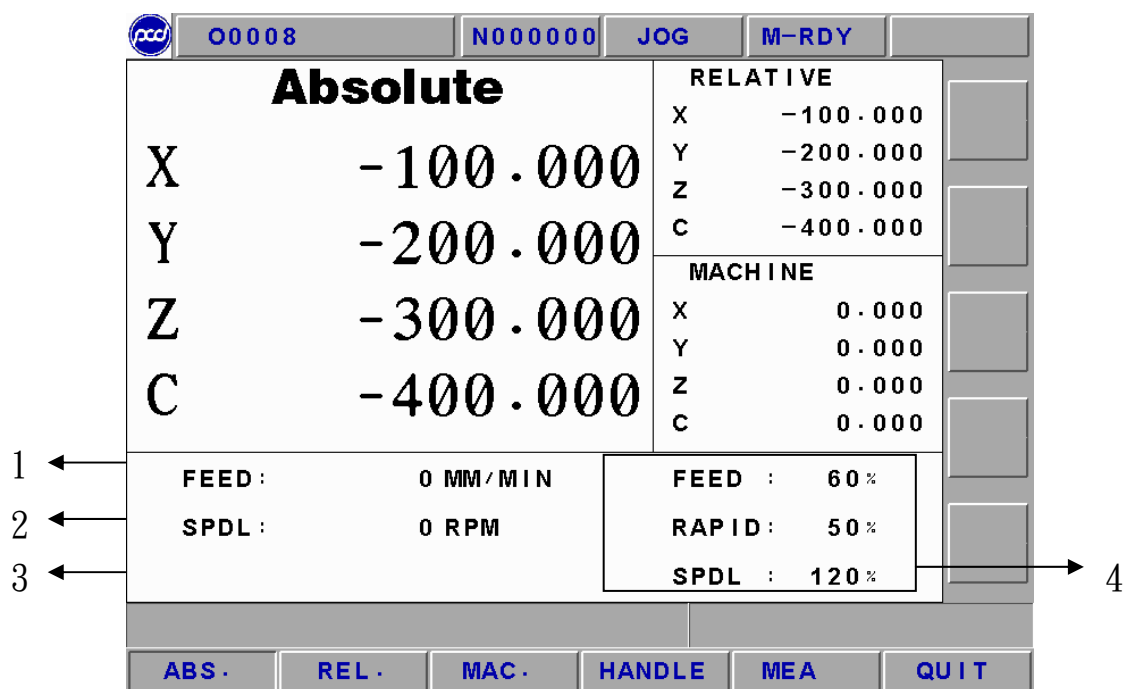 pcd O0008 N000000 JOG M-RDY
Absolute
X -100.000
Y -200.000
Z -300.000
C -400.000
RELATIVE
X -100.000
Y -200.000
Z -300.000
C -400.000
MACHINE
X 0.000
Y 0.000
Z 0.000
C 0.000
1
FEED: 0 MM/MIN
2
SPDL: 0 RPM
3
FEED : 60%
RAPID: 50%
SPDL : 120%
4
ABS. REL. MAC. HANDLE MEA QUIT